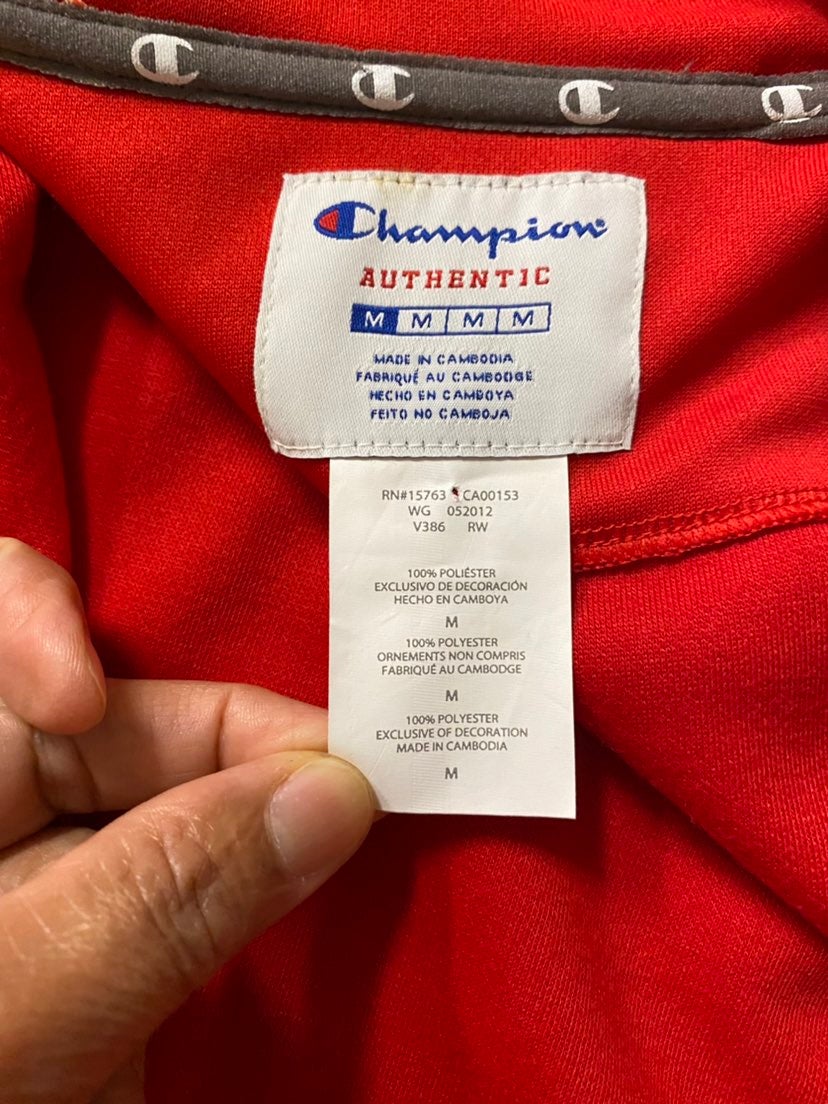 Champion
AUTHENTIC
M M M M
MADE IN CAMBODIA
FABRIQUÉ AU CAMBODGE
HECHO EN CAMBOYA
FEITO NO CAMBOJA
RN#15763 CA00153
WG 052012
V386 RW
100% POLIÉSTER
EXCLUSIVO DE DECORACIÓN
HECHO EN CAMBOYA
M
100% POLYESTER
ORNEMENTS NON COMPRIS
FABRIQUÉ AU CAMBODGE
M
100% POLYESTER
EXCLUSIVE OF DECORATION
MADE IN CAMBODIA
M